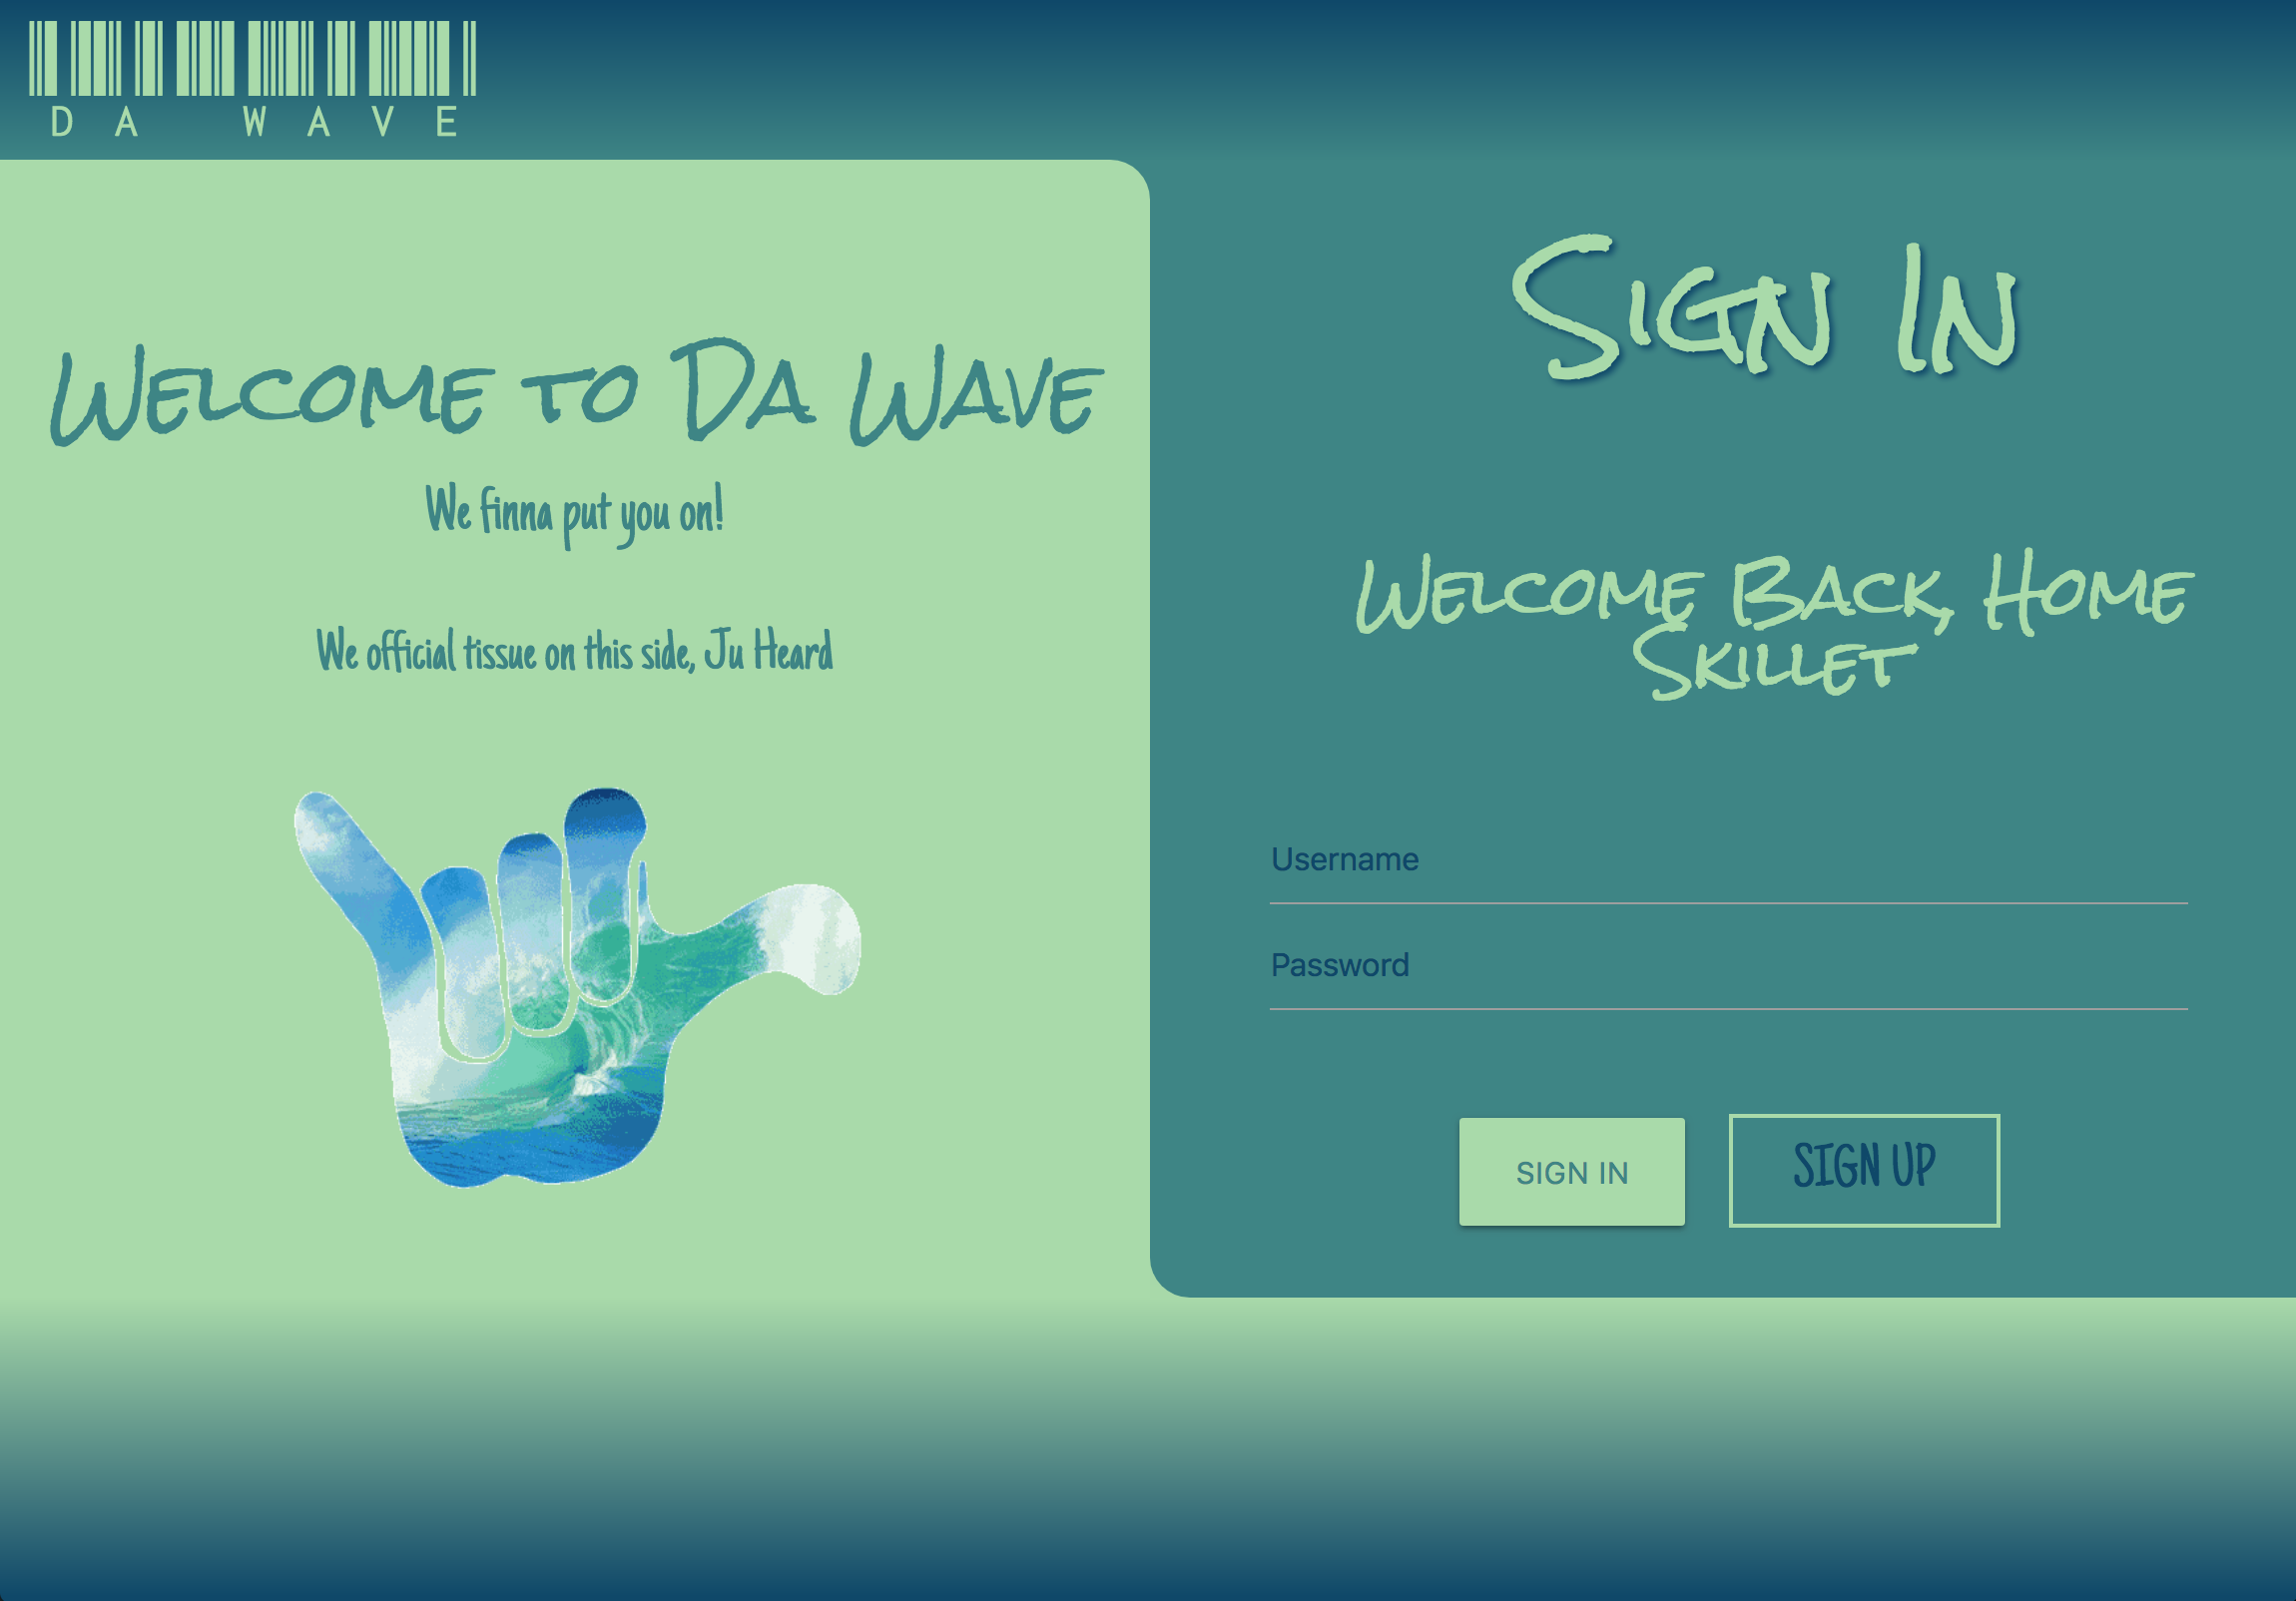 DA WAVE
Welcome to Da Wave
We finna put you on!
We official tissue on this side, Ju Heard
Sign In
Welcome Back, Home
Skillet
Username
Password
SIGN IN
SIGN UP